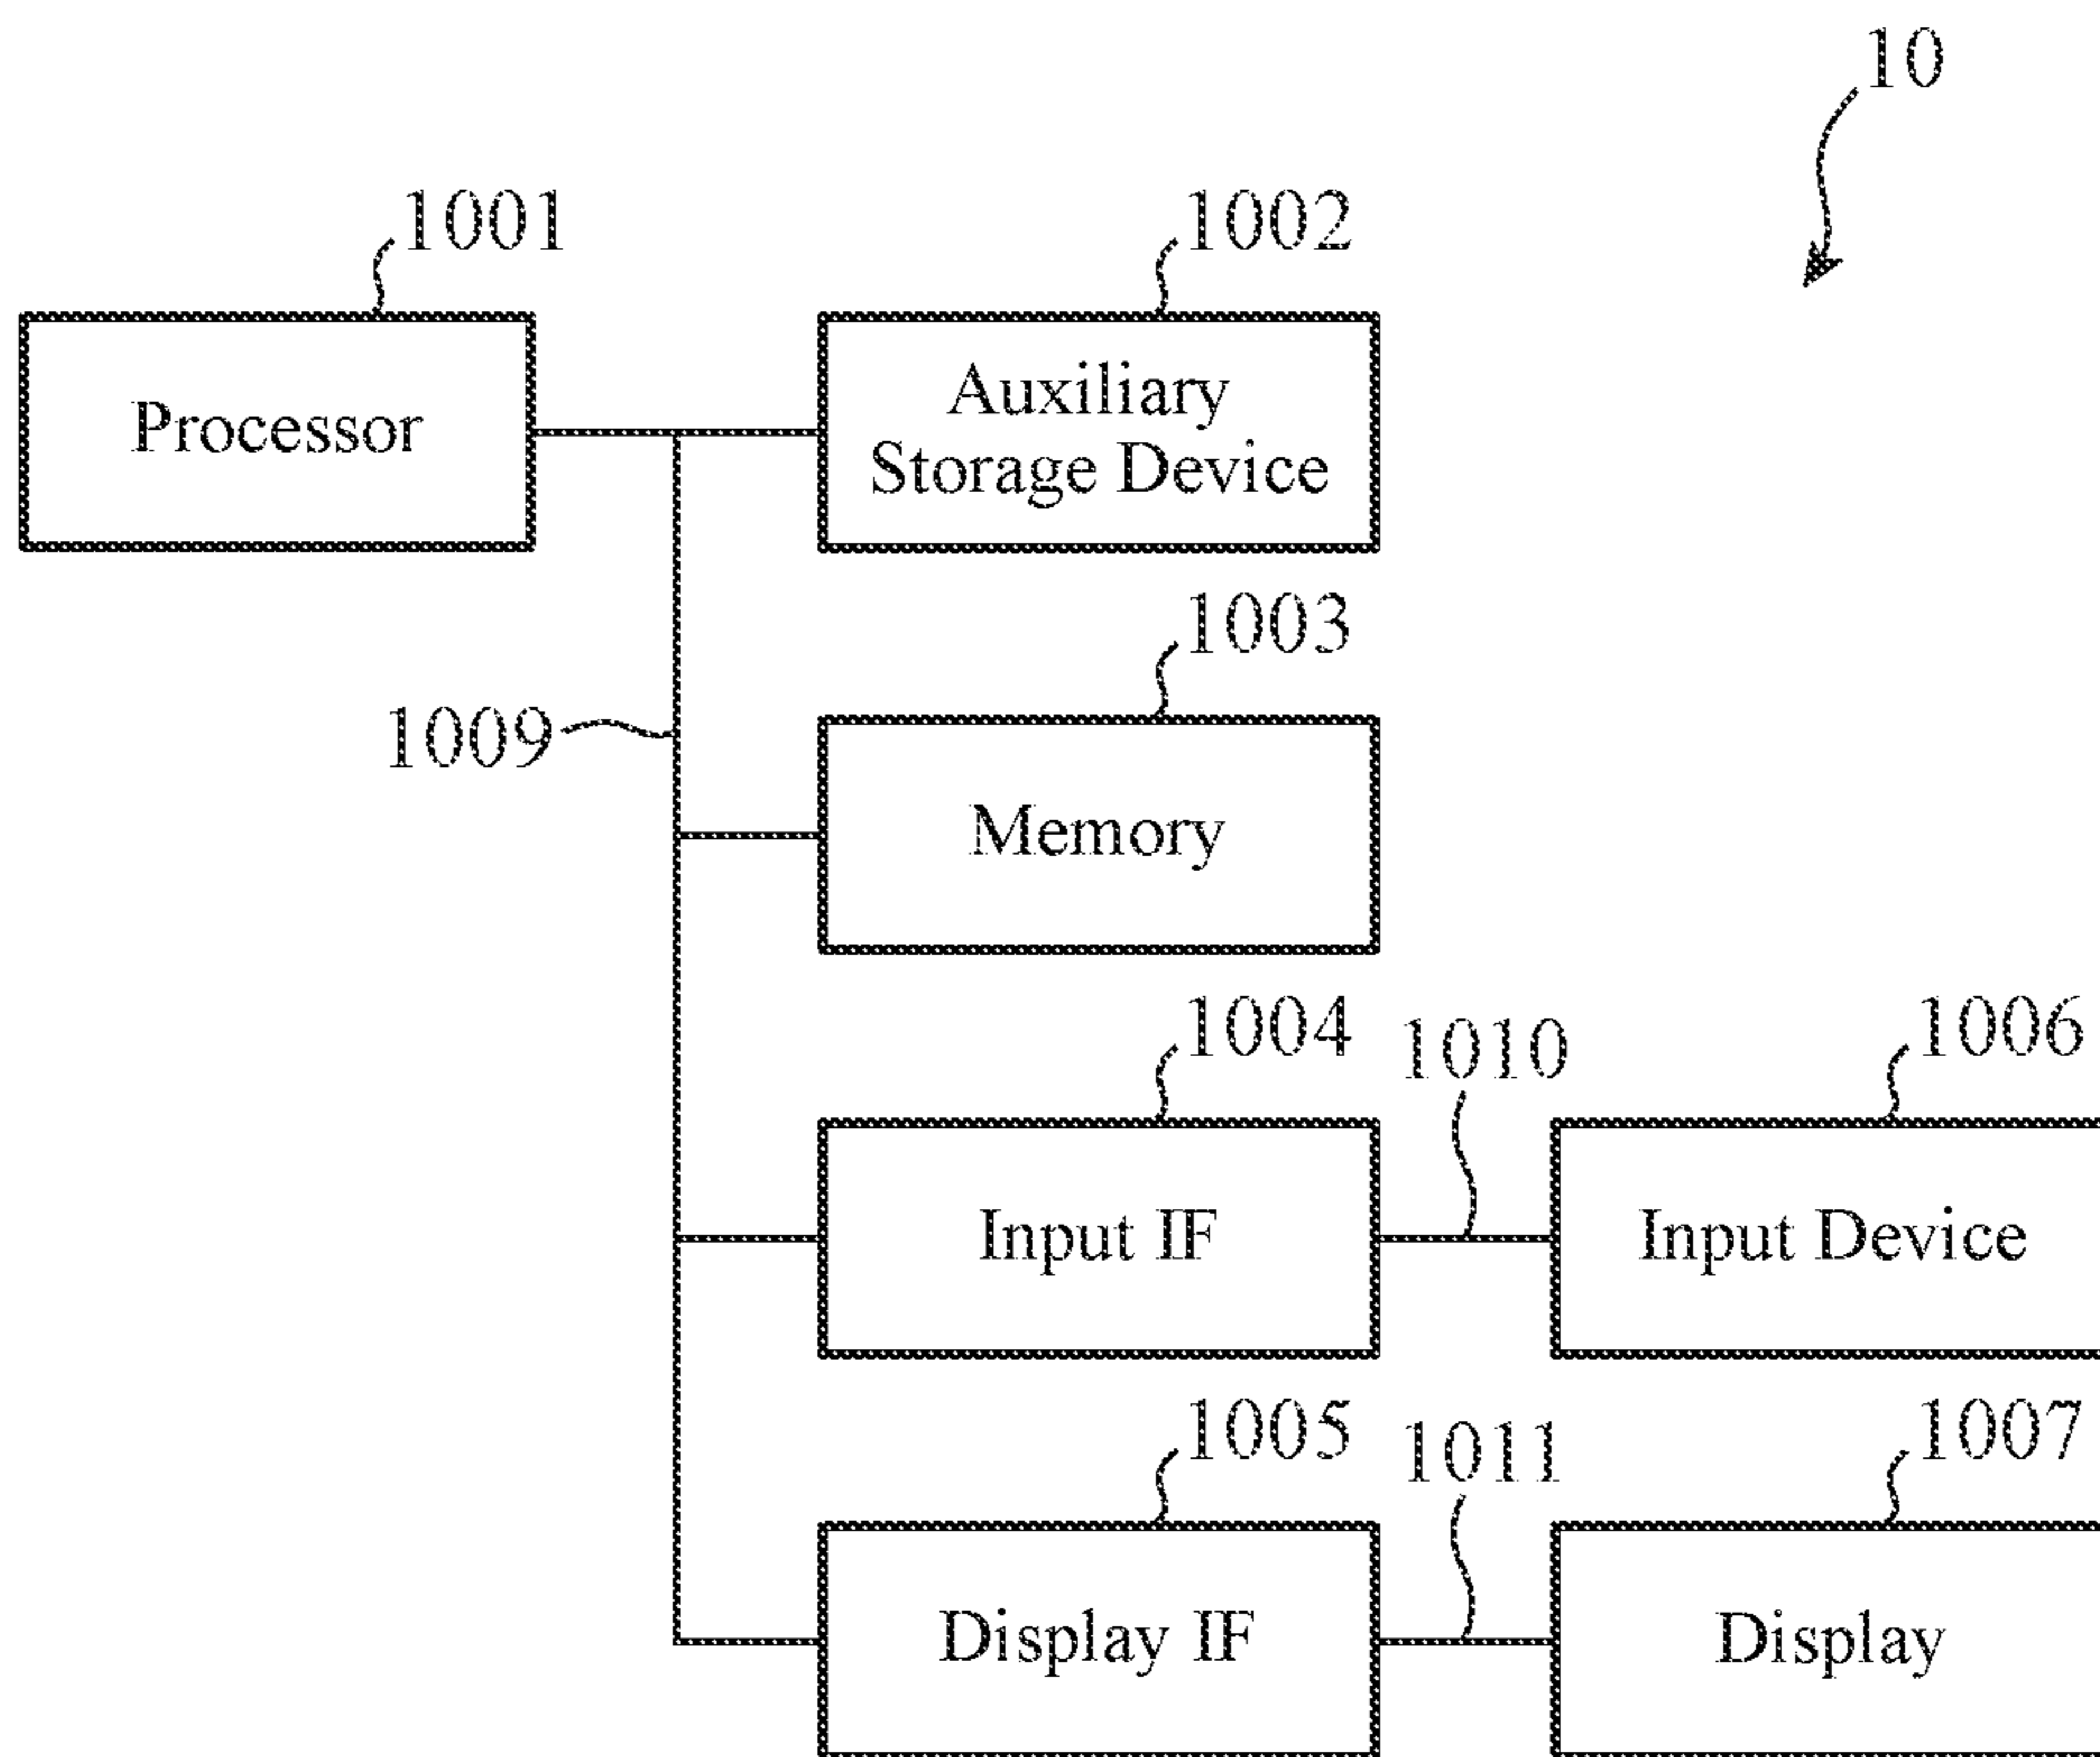 10
1001
1002
Processor
Auxiliary
Storage Device
1003
1009
Memory
1004
1010
1006
Input IF
Input Device
1005
1011
1007
Display IF
Display